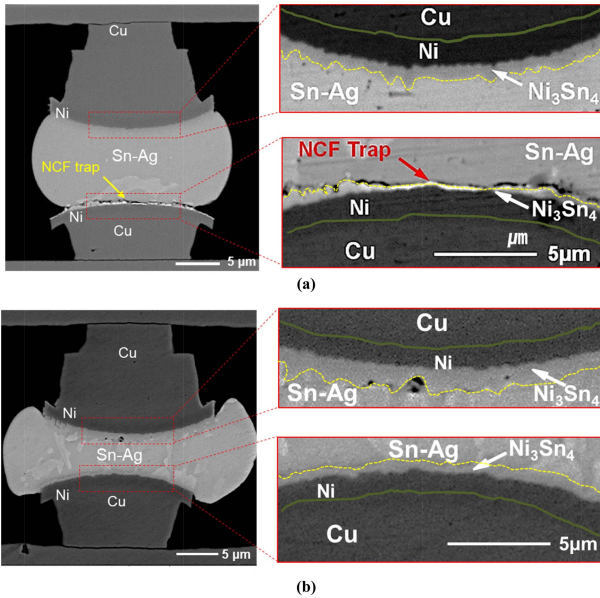 Cu
Ni
Sn-Ag
NCF trap
Ni
Cu
5 µm
Cu
Ni
Sn-Ag
Ni₃Sn₄
NCF Trap
Sn-Ag
Ni
Ni₃Sn₄
Cu
㎛
5µm
(a)
Cu
Ni
Sn-Ag
Ni
Cu
5 µm
Cu
Ni
Sn-Ag
Ni₃Sn₄
Sn-Ag
Ni₃Sn₄
Ni
Cu
5µm
(b)